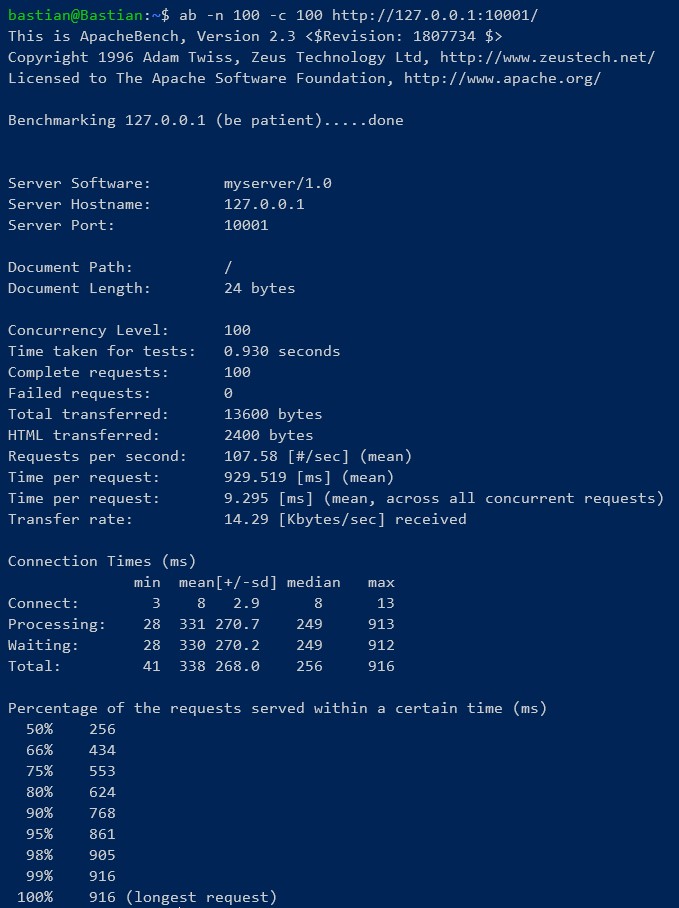 bastian@Bastian:~$ ab -n 100 -c 100 http://127.0.0.1:10001/
This is ApacheBench, Version 2.3 <$Revision: 1807734 $>
Copyright 1996 Adam Twiss, Zeus Technology Ltd, http://www.zeustech.net/
Licensed to The Apache Software Foundation, http://www.apache.org/

Benchmarking 127.0.0.1 (be patient).....done


Server Software:        myserver/1.0
Server Hostname:        127.0.0.1
Server Port:            10001

Document Path:          /
Document Length:        24 bytes

Concurrency Level:      100
Time taken for tests:   0.930 seconds
Complete requests:      100
Failed requests:        0
Total transferred:      13600 bytes
HTML transferred:       2400 bytes
Requests per second:    107.58 [#/sec] (mean)
Time per request:       929.519 [ms] (mean)
Time per request:       9.295 [ms] (mean, across all concurrent requests)
Transfer rate:          14.29 [Kbytes/sec] received

Connection Times (ms)
              min  mean[+/-sd] median   max
Connect:        3    8   2.9      8      13
Processing:    28  331 270.7    249     913
Waiting:       28  330 270.2    249     912
Total:         41  338 268.0    256     916

Percentage of the requests served within a certain time (ms)
  50%    256
  66%    434
  75%    553
  80%    624
  90%    768
  95%    861
  98%    905
  99%    916
 100%    916 (longest request)